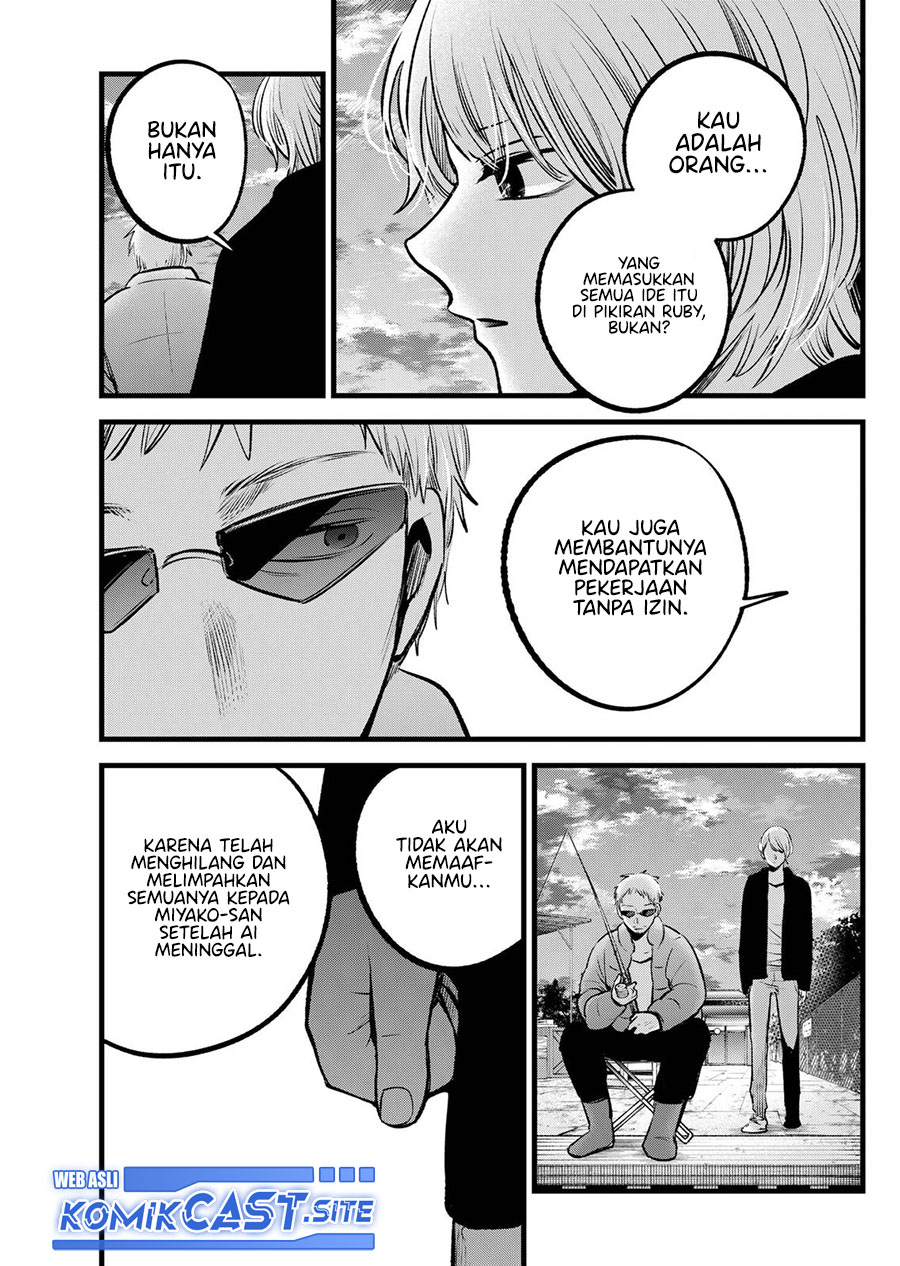 KAU
ADALAH
ORANG...
YANG
MEMASUKKAN
SEMUA IDE ITU
DI PIKIRAN RUBY,
BUKAN?
BUKAN
HANYA
ITU.
KAU JUGA
MEMBANTUNYA
MENDAPATKAN
PEKERJAAN
TANPA IZIN.
AKU
TIDAK AKAN
MEMAAF-
KANMU...
KARENA TELAH
MENGHILANG DAN
MELIMPAHKAN
SEMUANYA KEPADA
MIYAKO-SAN
SETELAH AI
MENINGGAL.
WEB ASLI
KOMIKCAST.SITE